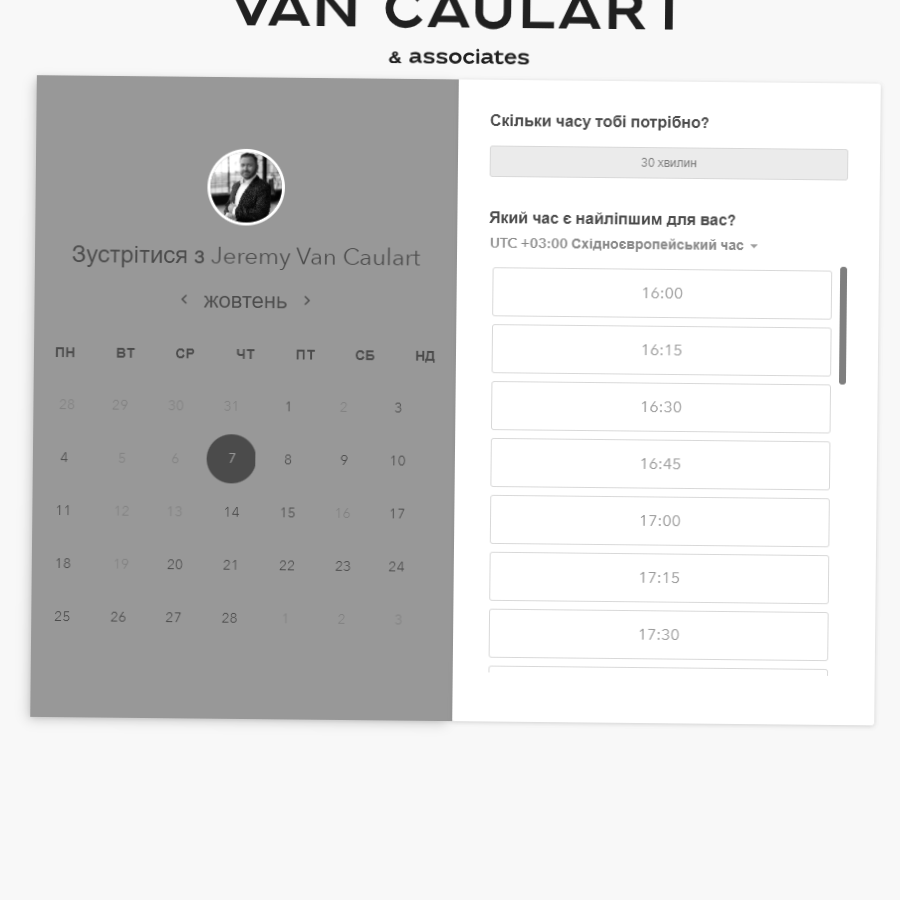 VAN CAULART
& associates
Зустрітися з Jeremy Van Caulart
‹ жовтень ›
ПН ВТ СР ЧТ ПТ СБ НД
28 29 30 31 1 2 3
4 5 6 7 8 9 10
11 12 13 14 15 16 17
18 19 20 21 22 23 24
25 26 27 28 1 2 3
Скільки часу тобі потрібно?
30 хвилин
Який час є найліпшим для вас?
UTC +03:00 Східноєвропейський час
16:00
16:15
16:30
16:45
17:00
17:15
17:30